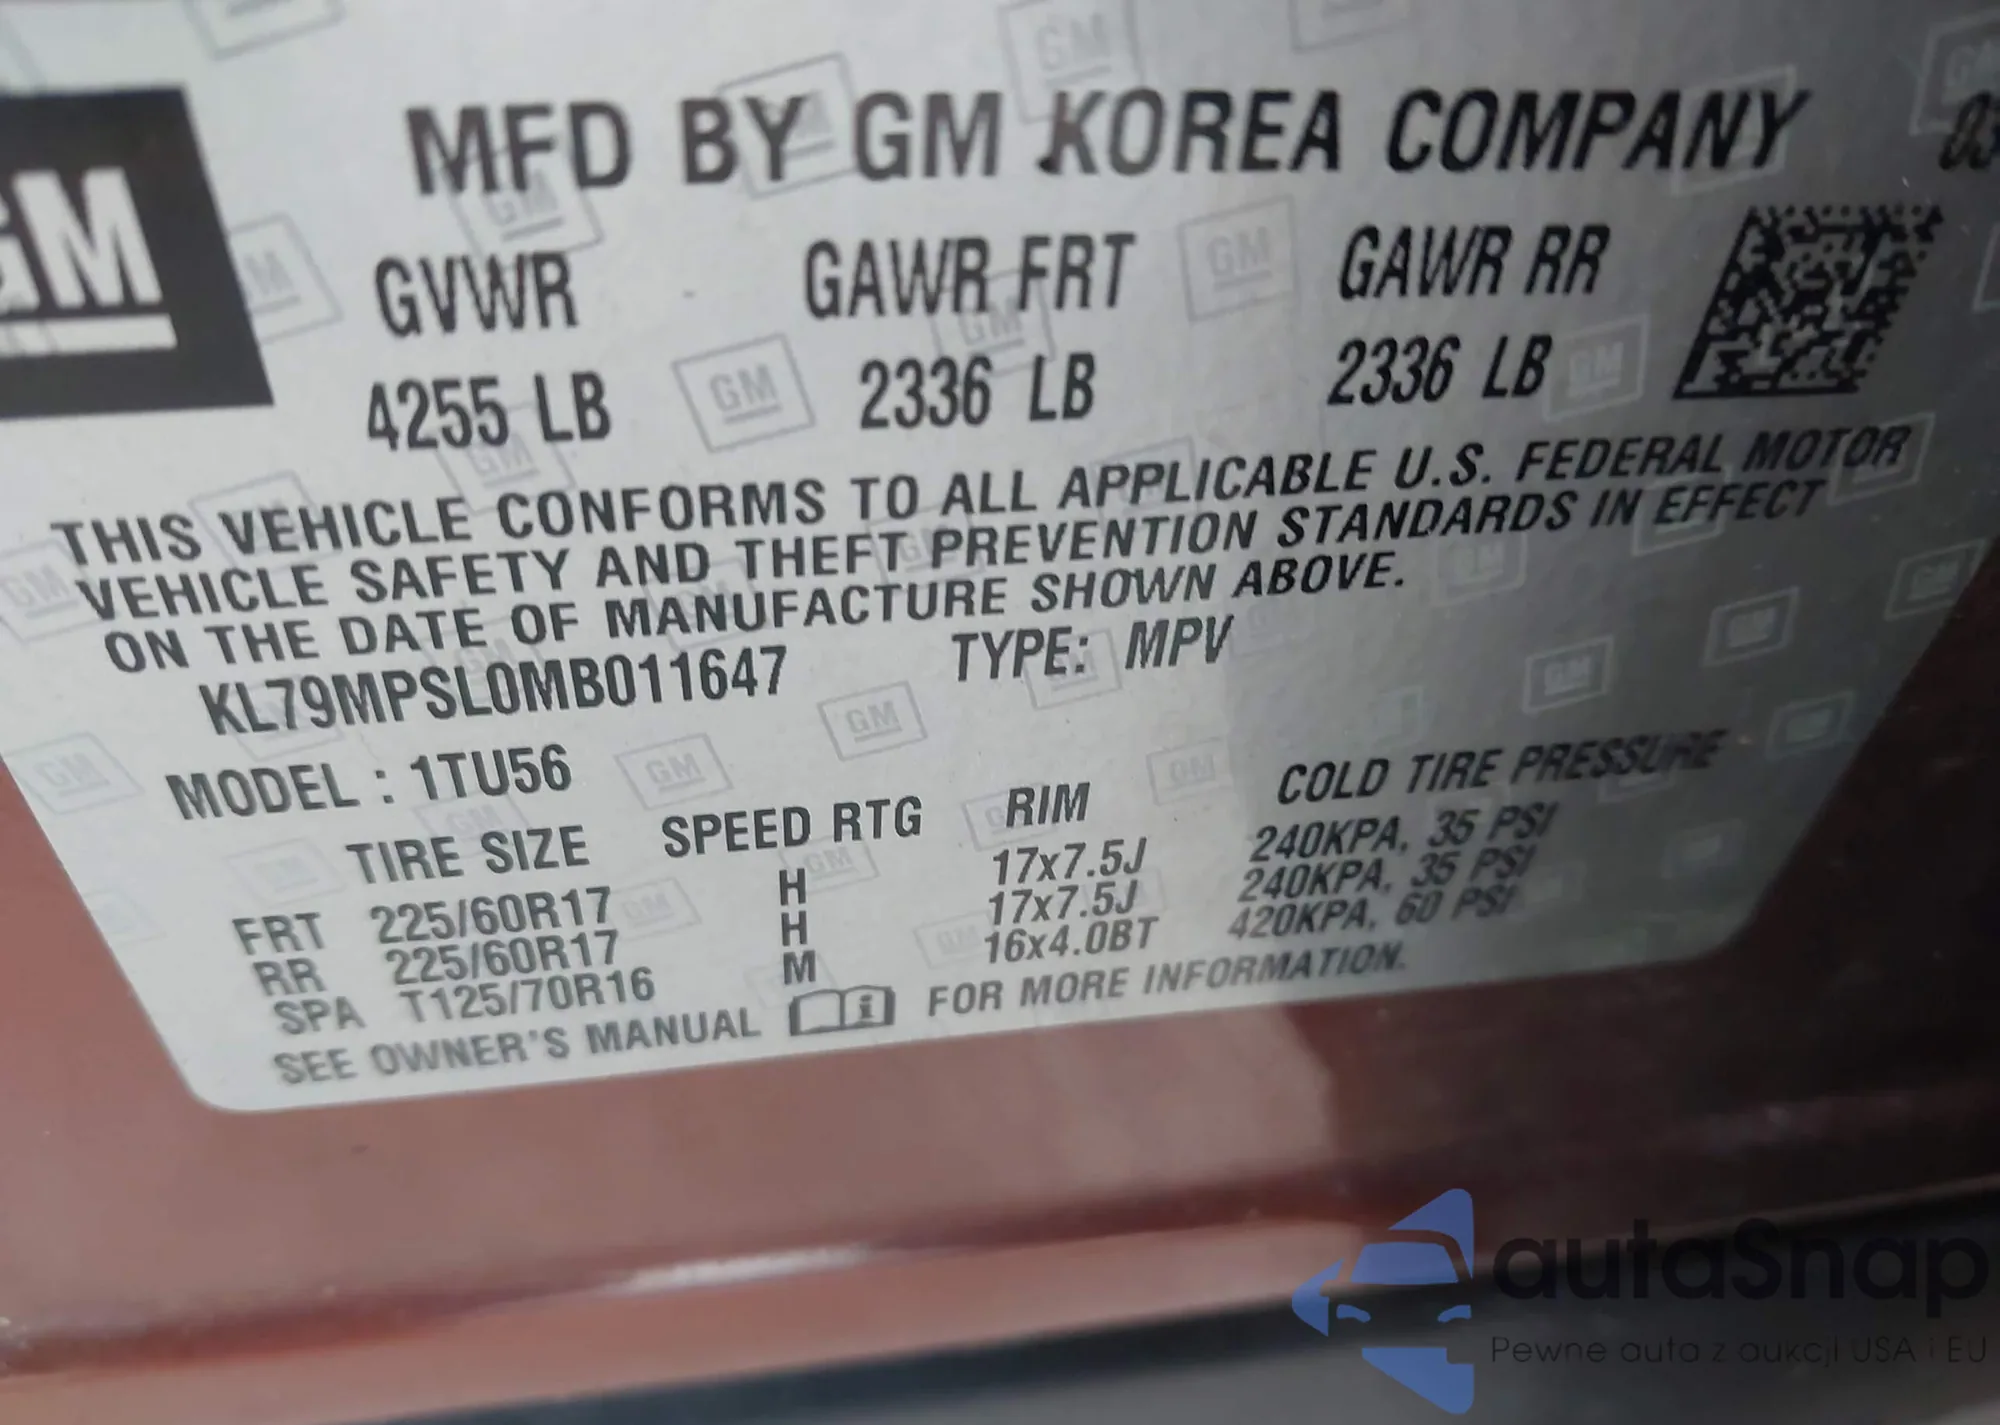 GM
MFD BY GM KOREA COMPANY 03
GVWR GAWR FRT GAWR RR
4255 LB 2336 LB 2336 LB
THIS VEHICLE CONFORMS TO ALL APPLICABLE U.S. FEDERAL MOTOR
VEHICLE SAFETY AND THEFT PREVENTION STANDARDS IN EFFECT
ON THE DATE OF MANUFACTURE SHOWN ABOVE.
KL79MPSL0MB011647 TYPE: MPV
MODEL : 1TU56
TIRE SIZE SPEED RTG RIM COLD TIRE PRESSURE
FRT 225/60R17 H 17x7.5J 240KPA, 35 PSI
RR 225/60R17 H 17x7.5J 240KPA, 35 PSI
SPA T125/70R16 M 16x4.0BT 420KPA, 60 PSI
SEE OWNER'S MANUAL i FOR MORE INFORMATION.
autaSnap
Pewne auta z aukcji USA i EU